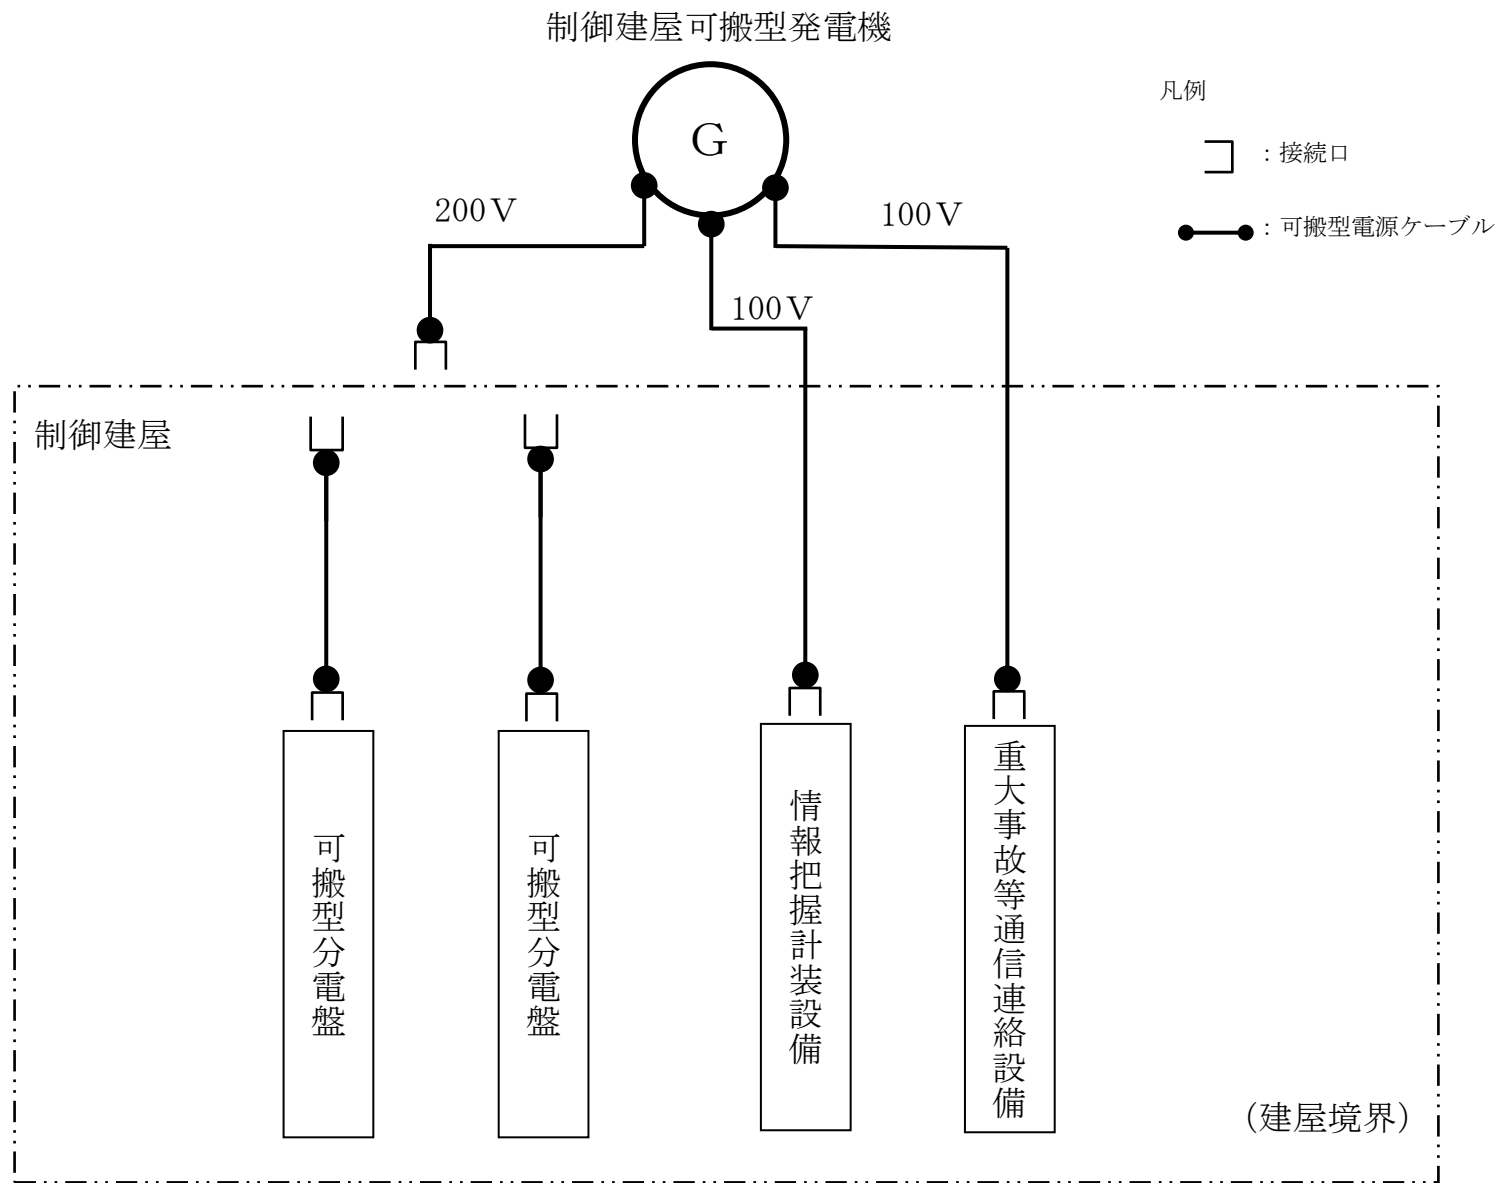 制御建屋可搬型発電機
G
凡例
：接続口
：可搬型電源ケーブル
200V
100V
100V
制御建屋
可搬型分電盤
可搬型分電盤
情報把握計装設備
重大事故等通信連絡設備
（建屋境界）